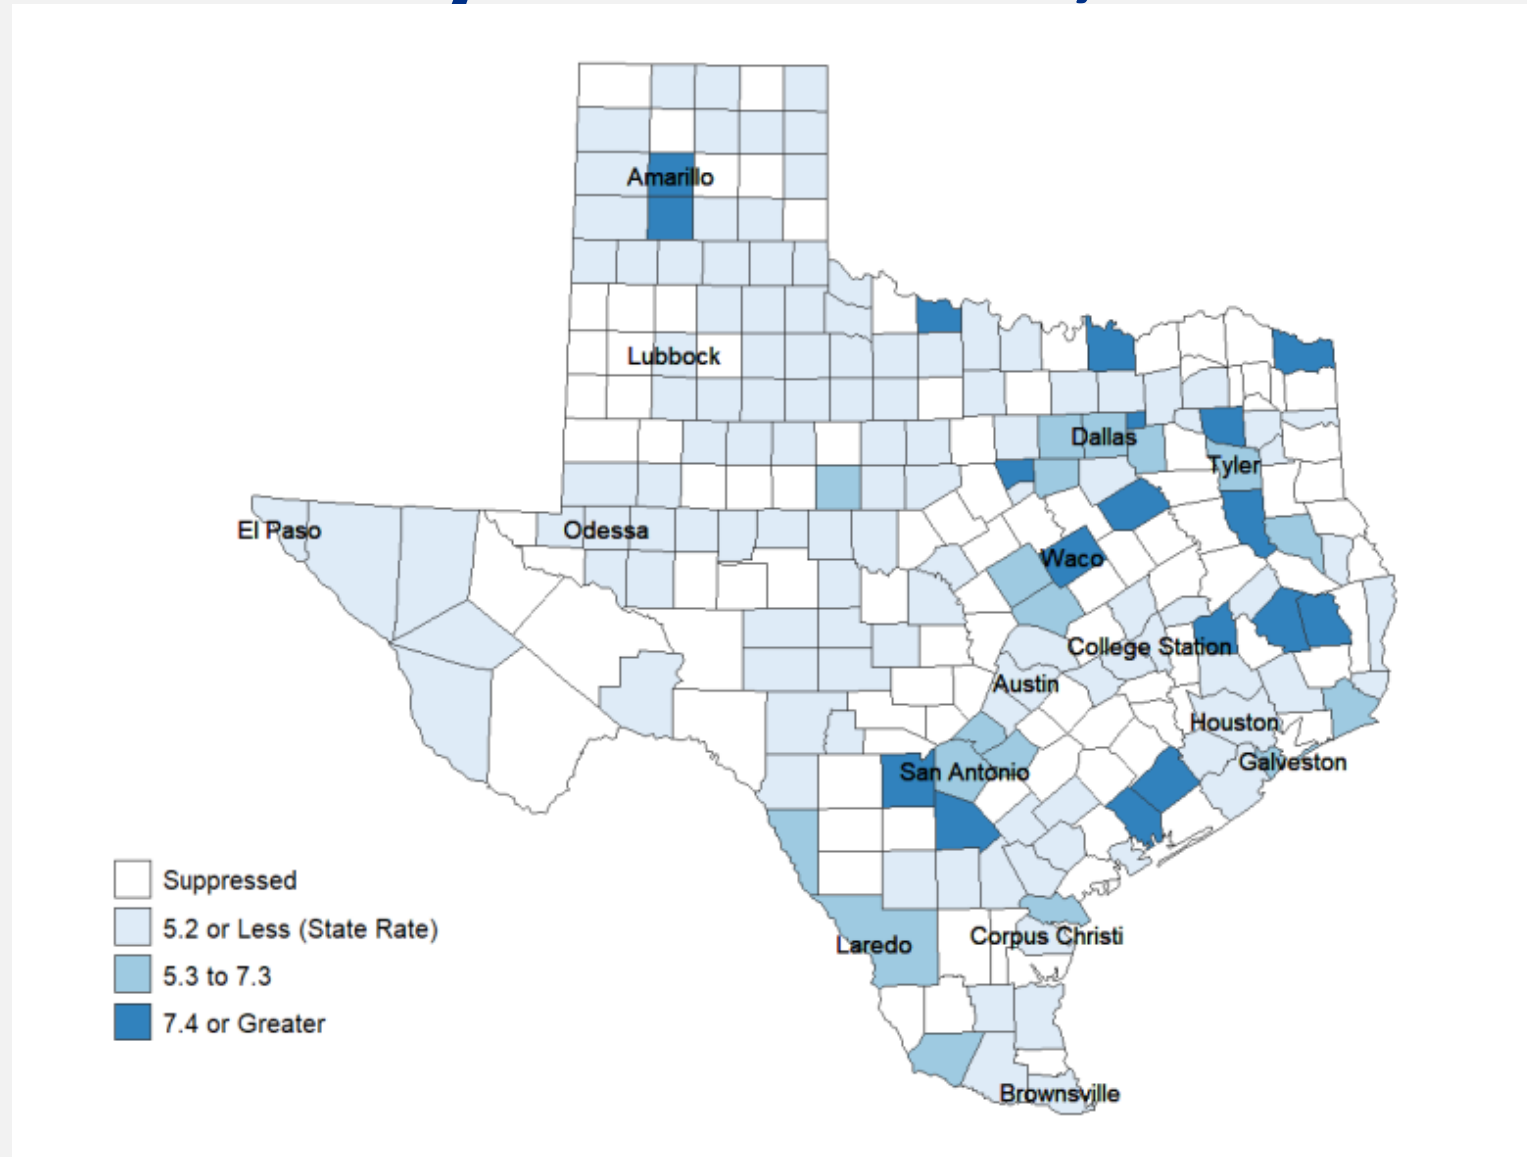 Amarillo
Lubbock
Dallas
Tyler
El Paso
Odessa
Waco
College Station
Austin
Houston
Galveston
San Antonio
Suppressed
5.2 or Less (State Rate)
Laredo
Corpus Christi
5.3 to 7.3
7.4 or Greater
Brownsville